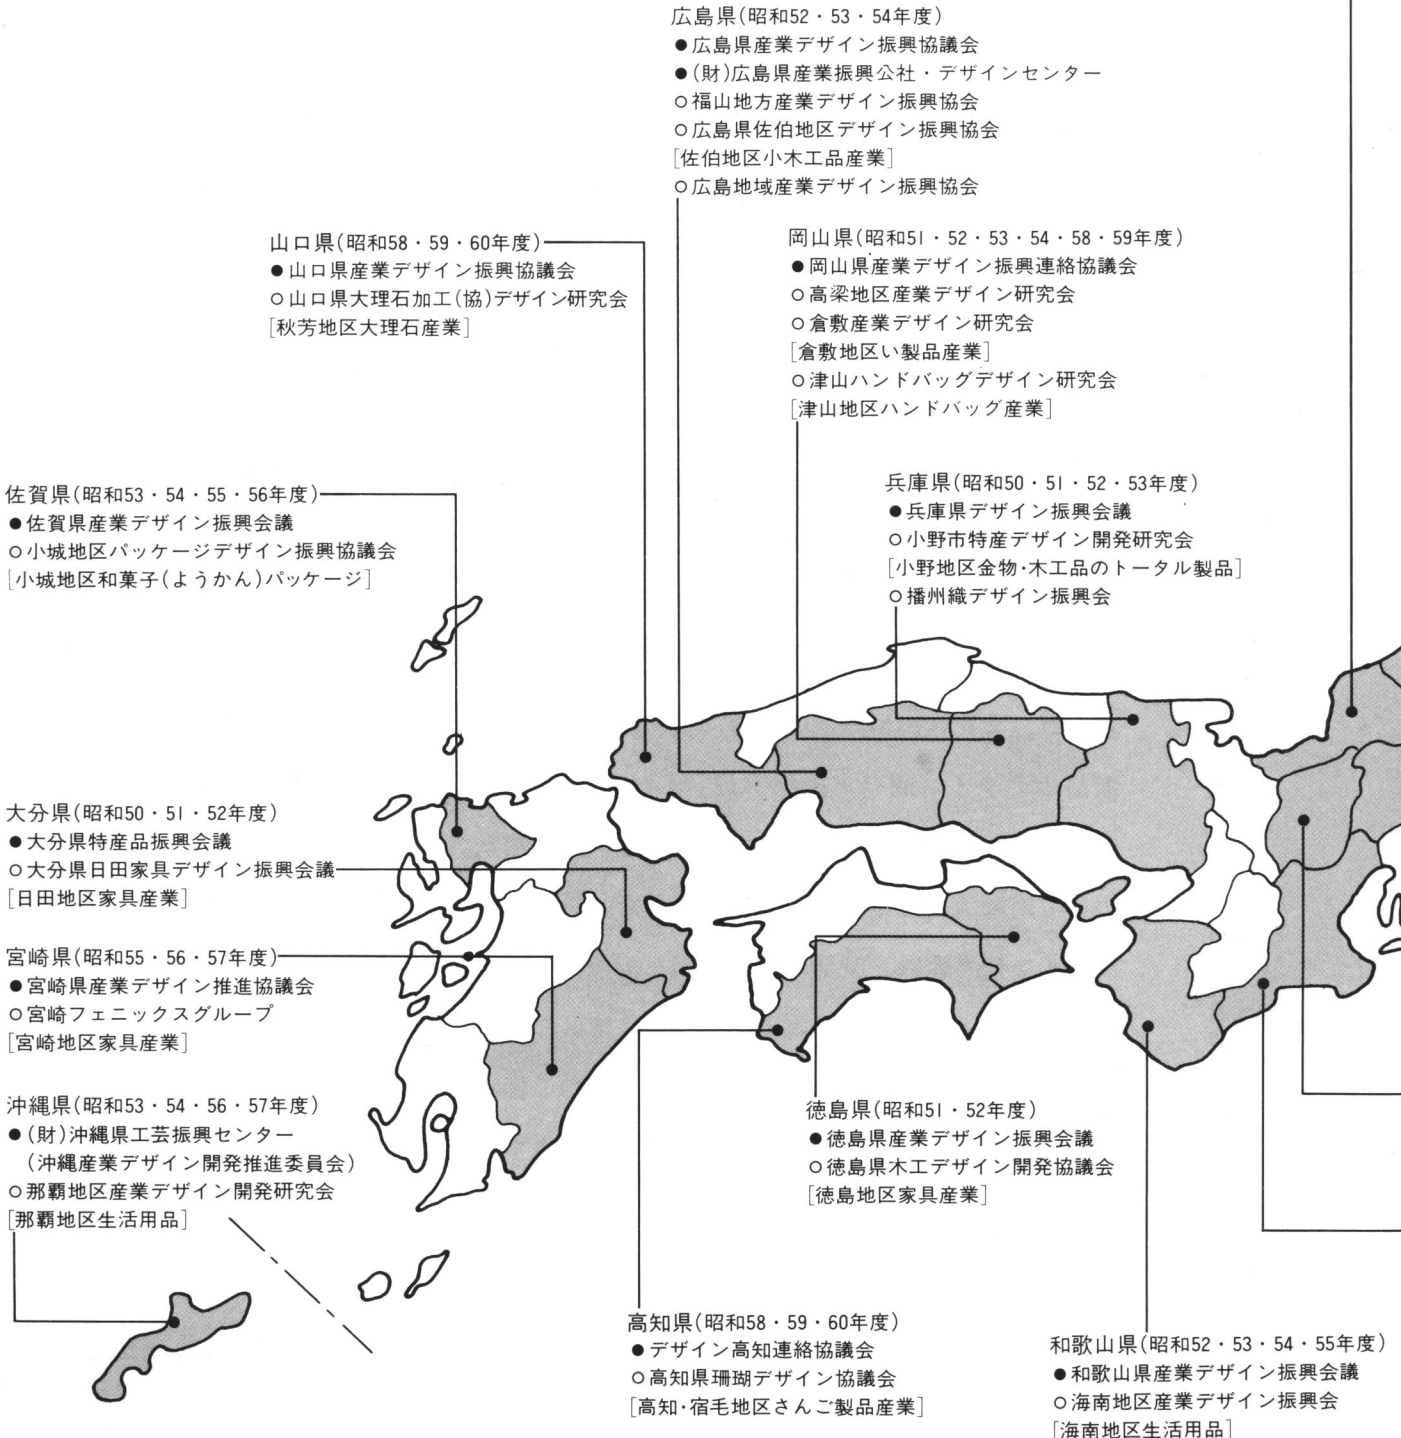 広島県(昭和52・53・54年度)
●広島県産業デザイン振興協議会
●(財)広島県産業振興公社・デザインセンター
○福山地方産業デザイン振興協会
○広島県佐伯地区デザイン振興協会
[佐伯地区小木工品産業]
○広島地域産業デザイン振興協会
山口県(昭和58・59・60年度)
●山口県産業デザイン振興協議会
○山口県大理石加工(協)デザイン研究会
[秋芳地区大理石産業]
岡山県(昭和51・52・53・54・58・59年度)
●岡山県産業デザイン振興連絡協議会
○高梁地区産業デザイン研究会
○倉敷産業デザイン研究会
[倉敷地区い製品産業]
○津山ハンドバッグデザイン研究会
[津山地区ハンドバッグ産業]
佐賀県(昭和53・54・55・56年度)
●佐賀県産業デザイン振興会議
○小城地区パッケージデザイン振興協議会
[小城地区和菓子(ようかん)パッケージ]
兵庫県(昭和50・51・52・53年度)
●兵庫県デザイン振興会議
○小野市特産デザイン開発研究会
[小野地区金物・木工品のトータル製品]
○播州織デザイン振興会
大分県(昭和50・51・52年度)
●大分県特産品振興会議
○大分県日田家具デザイン振興会議
[日田地区家具産業]
宮崎県(昭和55・56・57年度)
●宮崎県産業デザイン推進協議会
○宮崎フェニックスグループ
[宮崎地区家具産業]
沖縄県(昭和53・54・56・57年度)
●(財)沖縄県工芸振興センター
(沖縄産業デザイン開発推進委員会)
○那覇地区産業デザイン開発研究会
[那覇地区生活用品]
徳島県(昭和51・52年度)
●徳島県産業デザイン振興会議
○徳島県木工デザイン開発協議会
[徳島地区家具産業]
高知県(昭和58・59・60年度)
●デザイン高知連絡協議会
○高知県珊瑚デザイン協議会
[高知・宿毛地区さんご製品産業]
和歌山県(昭和52・53・54・55年度)
●和歌山県産業デザイン振興会議
○海南地区産業デザイン振興会
[海南地区生活用品]